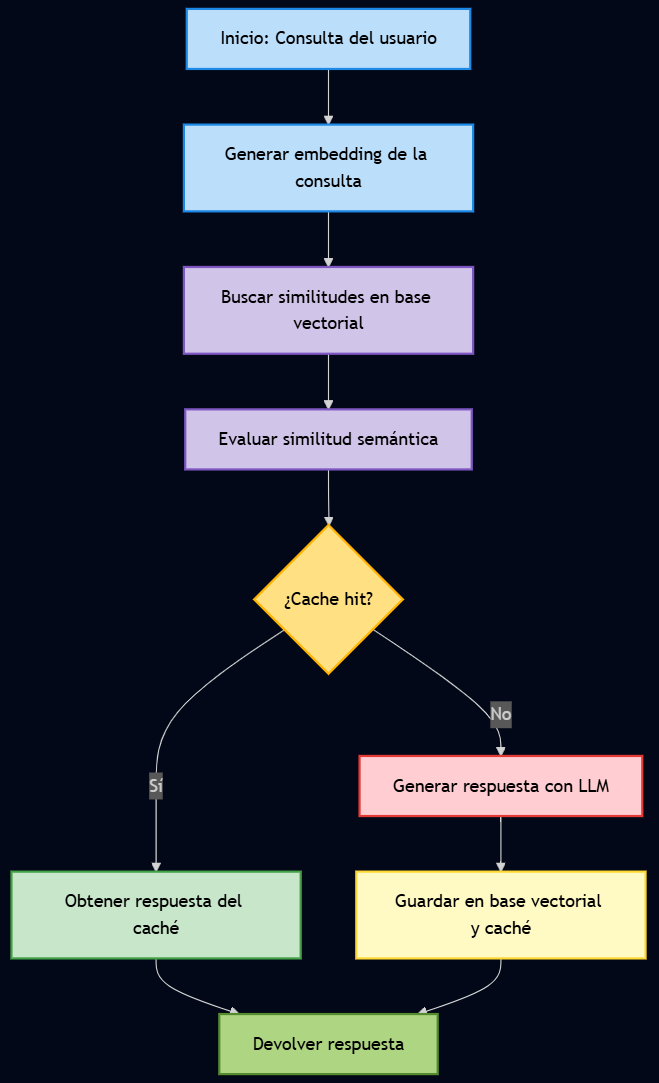 Inicio: Consulta del usuario
Generar embedding de la
consulta
Buscar similitudes en base
vectorial
Evaluar similitud semántica
¿Cache hit?
No
Generar respuesta con LLM
Sí
Obtener respuesta del
caché
Guardar en base vectorial
y caché
Devolver respuesta